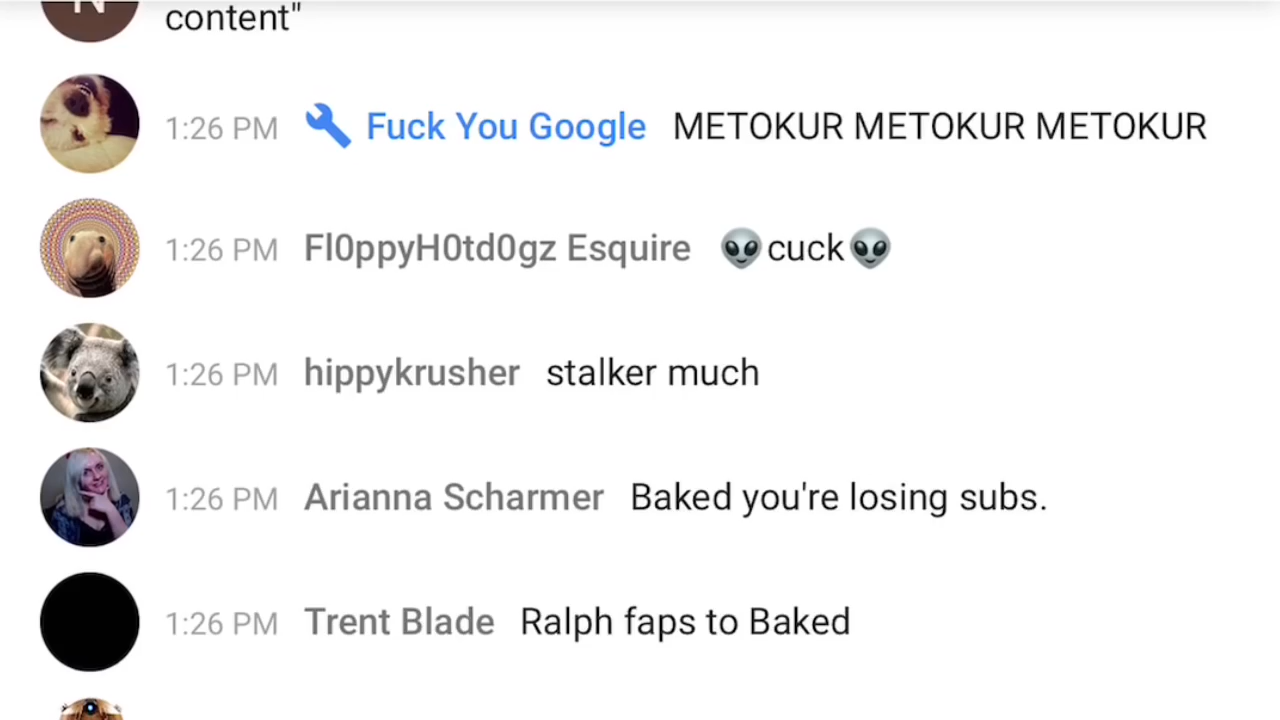 content"
1:26 PM Fuck You Google METOKUR METOKUR METOKUR
1:26 PM Fl0ppyH0td0gz Esquire 👽cuck👽
1:26 PM hippykrusher stalker much
1:26 PM Arianna Scharmer Baked you're losing subs.
1:26 PM Trent Blade Ralph faps to Baked